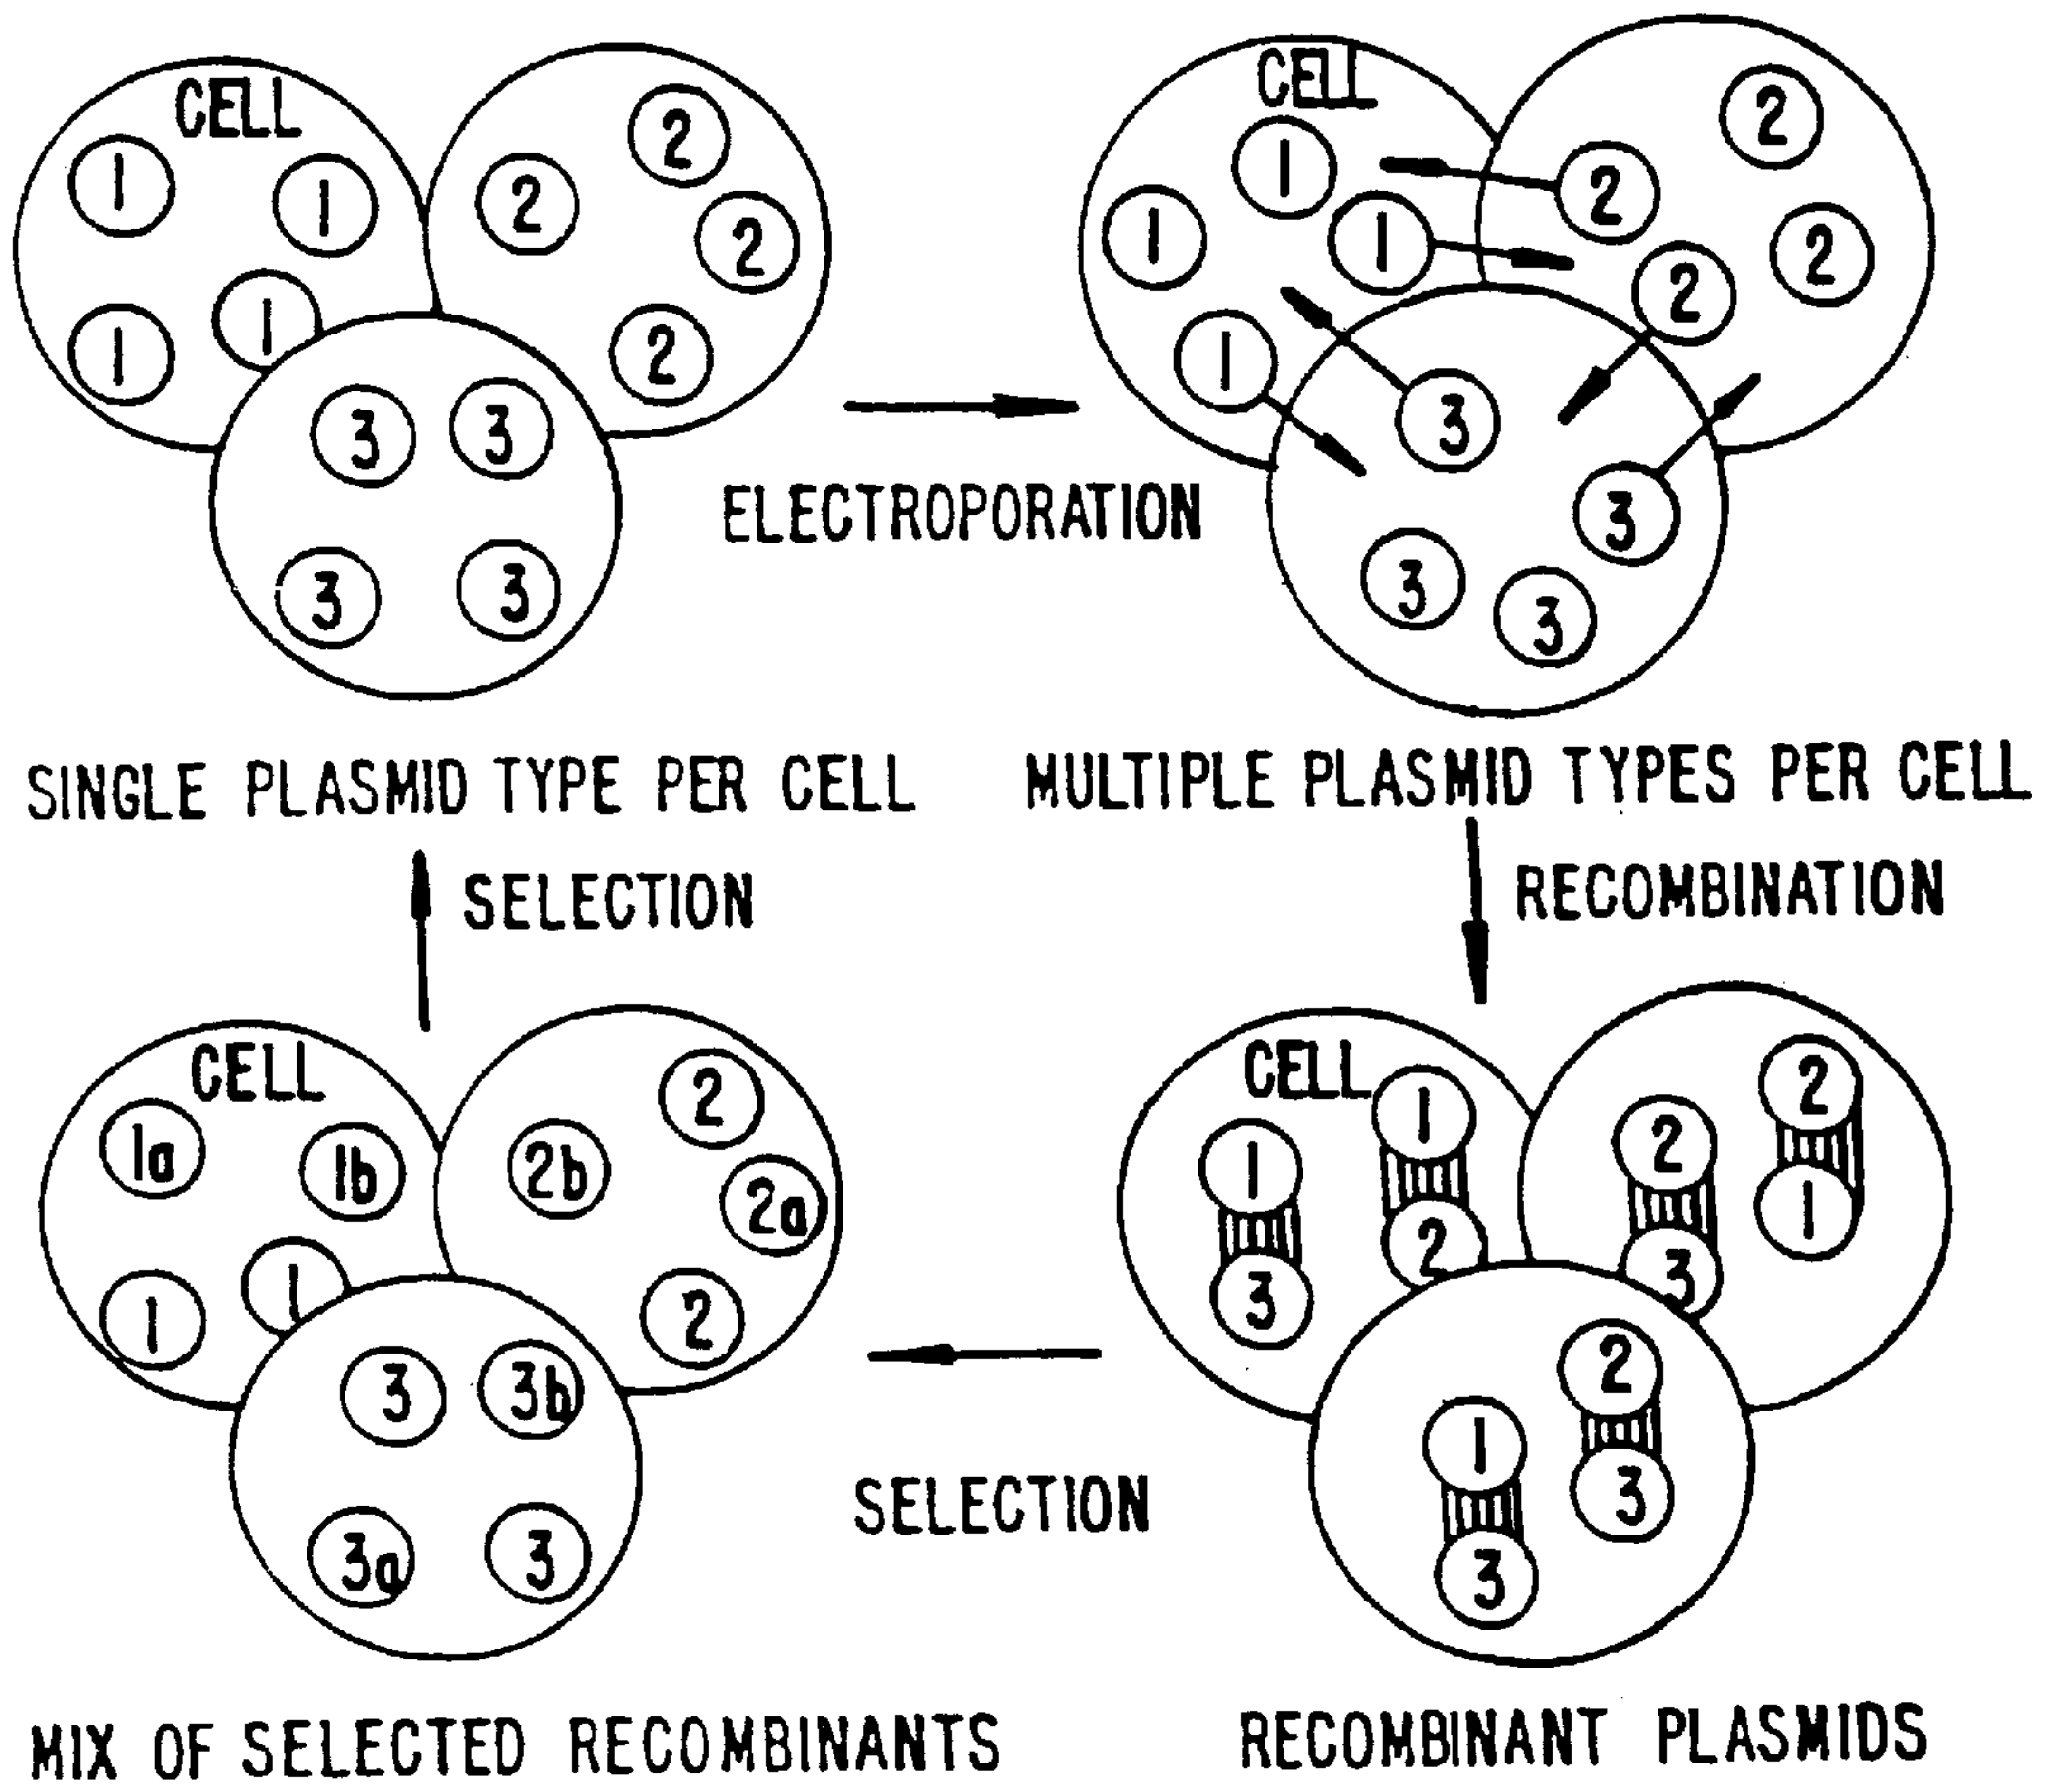 CELL
1
1
1
1
2
2
2
2
3
3
3
3
CELL
1
1
1
1
2
2
2
2
3
3
3
3
ELECTROPORATION
SINGLE PLASMID TYPE PER CELL
MULTIPLE PLASMID TYPES PER CELL
SELECTION
RECOMBINATION
CELL
1a
1b
1
1
2
2b
2a
2
3
3b
3a
3
CELL
1
3
1
2
2
3
2
1
1
3
2
3
SELECTION
MIX OF SELECTED RECOMBINANTS
RECOMBINANT PLASMIDS